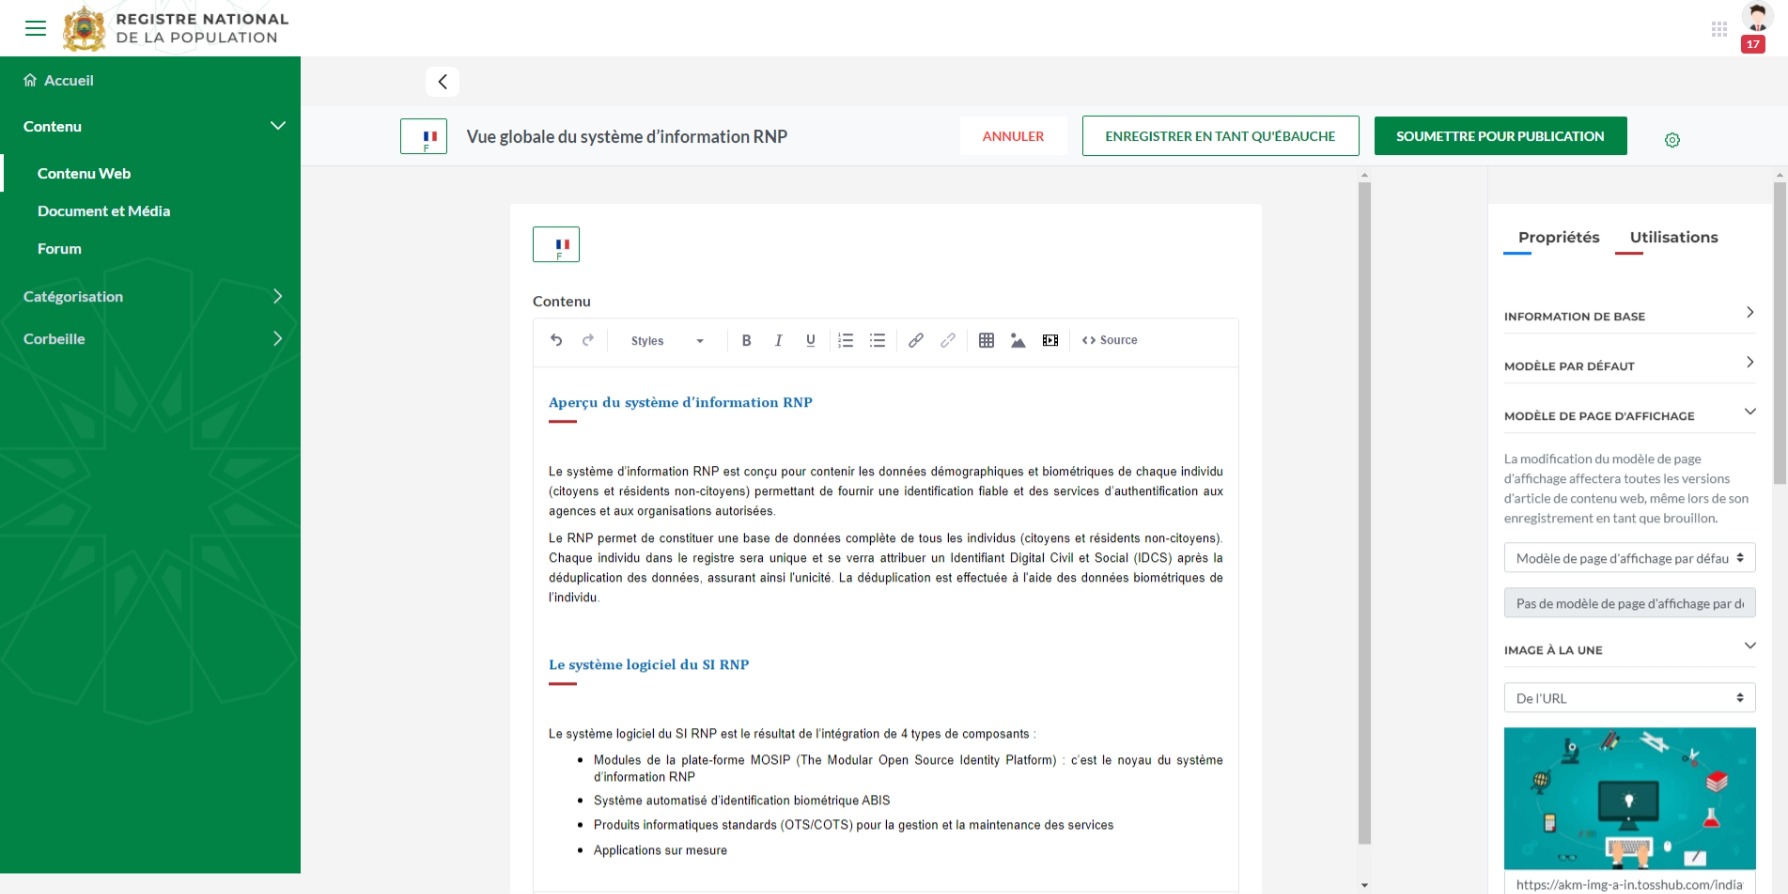 REGISTRE NATIONAL
DE LA POPULATION
17
Accueil
Contenu
Contenu Web
Document et Média
Forum
Catégorisation
Corbeille
F
Vue globale du système d’information RNP
ANNULER
ENREGISTRER EN TANT QU'ÉBAUCHE
SOUMETTRE POUR PUBLICATION
F
Contenu
Styles
B I U
Source
Aperçu du système d’information RNP
Le système d’information RNP est conçu pour contenir les données démographiques et biométriques de chaque individu
(citoyens et résidents non-citoyens) permettant de fournir une identification fiable et des services d’authentification aux
agences et aux organisations autorisées.
Le RNP permet de constituer une base de données complète de tous les individus (citoyens et résidents non-citoyens).
Chaque individu dans le registre sera unique et se verra attribuer un Identifiant Digital Civil et Social (IDCS) après la
déduplication des données, assurant ainsi l’unicité. La déduplication est effectuée à l’aide des données biométriques de
l’individu.
Le système logiciel du SI RNP
Le système logiciel du SI RNP est le résultat de l’intégration de 4 types de composants :
• Modules de la plate-forme MOSIP (The Modular Open Source Identity Platform) : c’est le noyau du système
d’information RNP
• Système automatisé d’identification biométrique ABIS
• Produits informatiques standards (OTS/COTS) pour la gestion et la maintenance des services
• Applications sur mesure
Propriétés
Utilisations
INFORMATION DE BASE
MODÈLE PAR DÉFAUT
MODÈLE DE PAGE D'AFFICHAGE
La modification du modèle de page
d'affichage affectera toutes les versions
d'article de contenu web, même lors de son
enregistrement en tant que brouillon.
Modèle de page d'affichage par défau
Pas de modèle de page d'affichage par d
IMAGE À LA UNE
De l'URL
https://akm-img-a-in.tosshub.com/india